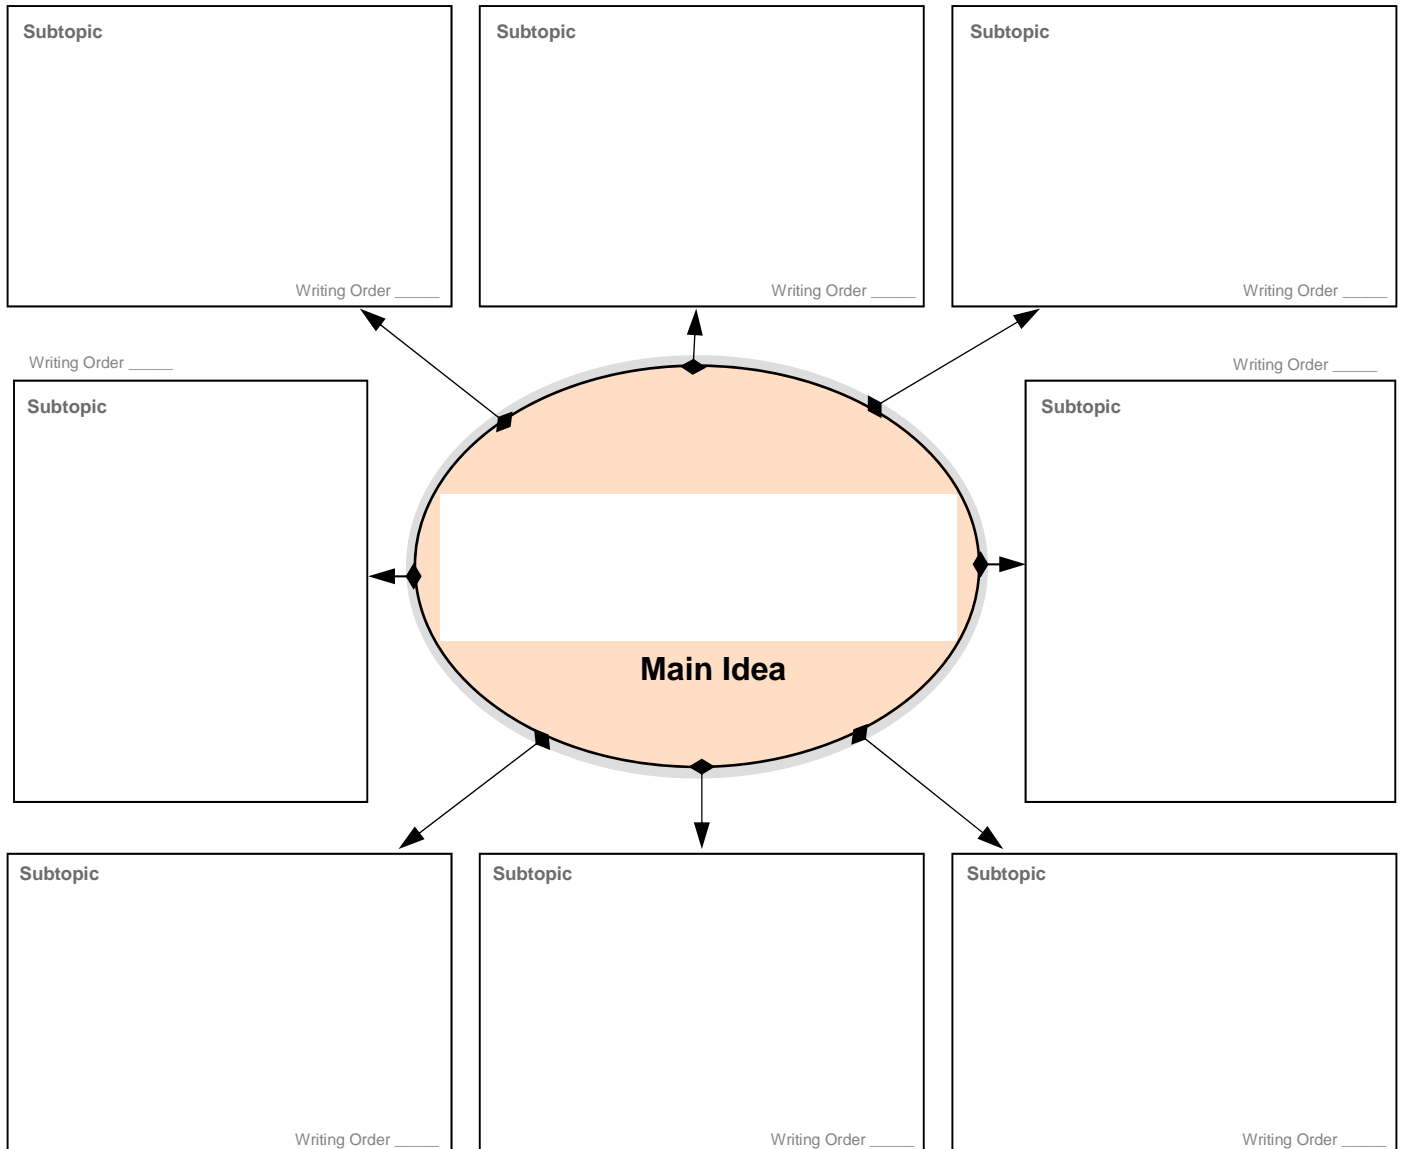 Subtopic
Subtopic
Subtopic
Writing Order _____
Writing Order _____
Writing Order _____
Writing Order _____
Writing Order _____
Subtopic
Subtopic
Main Idea
Subtopic
Subtopic
Subtopic
Writing Order _____
Writing Order _____
Writing Order _____